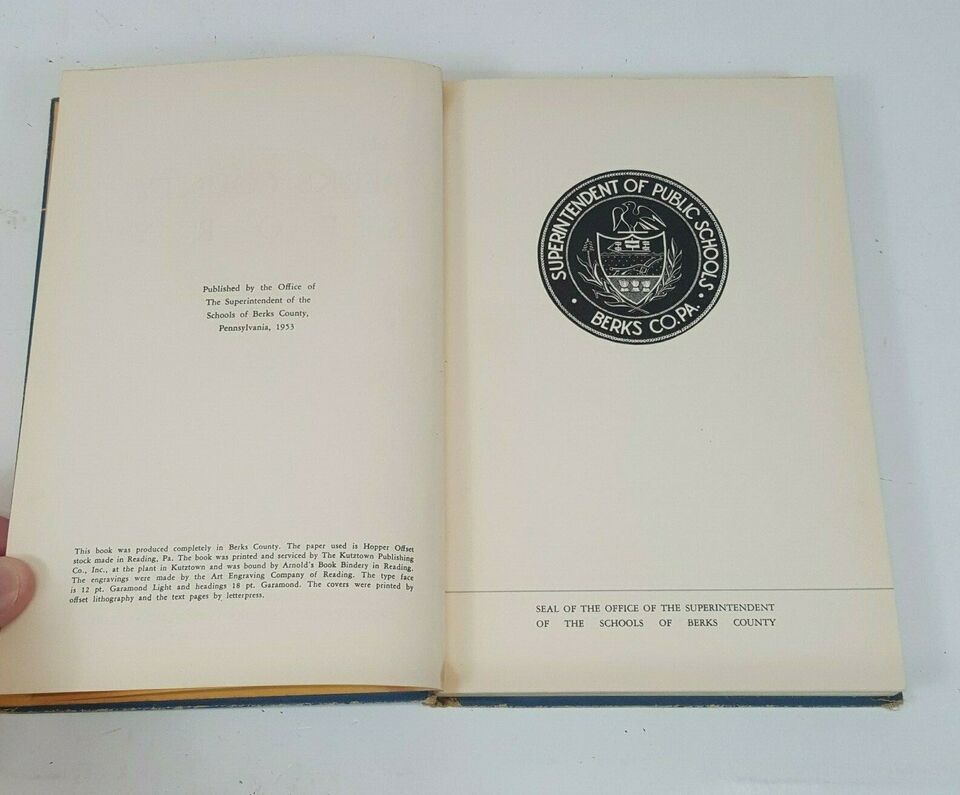 Published by the Office of
The Superintendent of the
Schools of Berks County,
Pennsylvania, 1953
This book was produced completely in Berks County. The paper used is Hopper Offset
stock made in Reading, Pa. The book was printed and serviced by The Kutztown Publishing
Co., Inc., at the plant in Kutztown and was bound by Arnold's Book Bindery in Reading.
The engravings were made by the Art Engraving Company of Reading. The type face
is 12 pt. Garamond Light and headings 18 pt. Garamond. The covers were printed by
offset lithography and the text pages by letterpress.
SUPERINTENDENT OF PUBLIC SCHOOLS
• BERKS CO. PA. •
SEAL OF THE OFFICE OF THE SUPERINTENDENT
OF THE SCHOOLS OF BERKS COUNTY